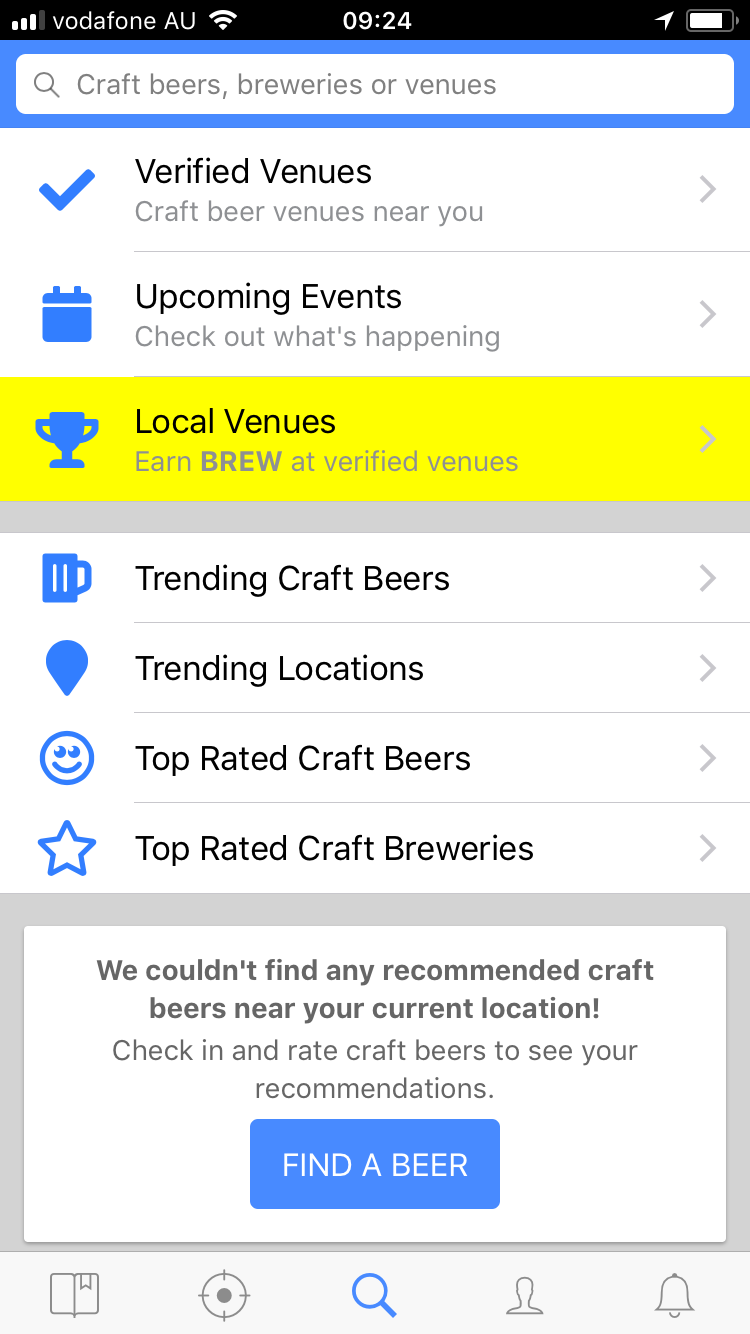 vodafone AU 09:24
Craft beers, breweries or venues
Verified Venues
Craft beer venues near you
Upcoming Events
Check out what's happening
Local Venues
Earn BREW at verified venues
Trending Craft Beers
Trending Locations
Top Rated Craft Beers
Top Rated Craft Breweries
We couldn't find any recommended craft
beers near your current location!
Check in and rate craft beers to see your
recommendations.
FIND A BEER